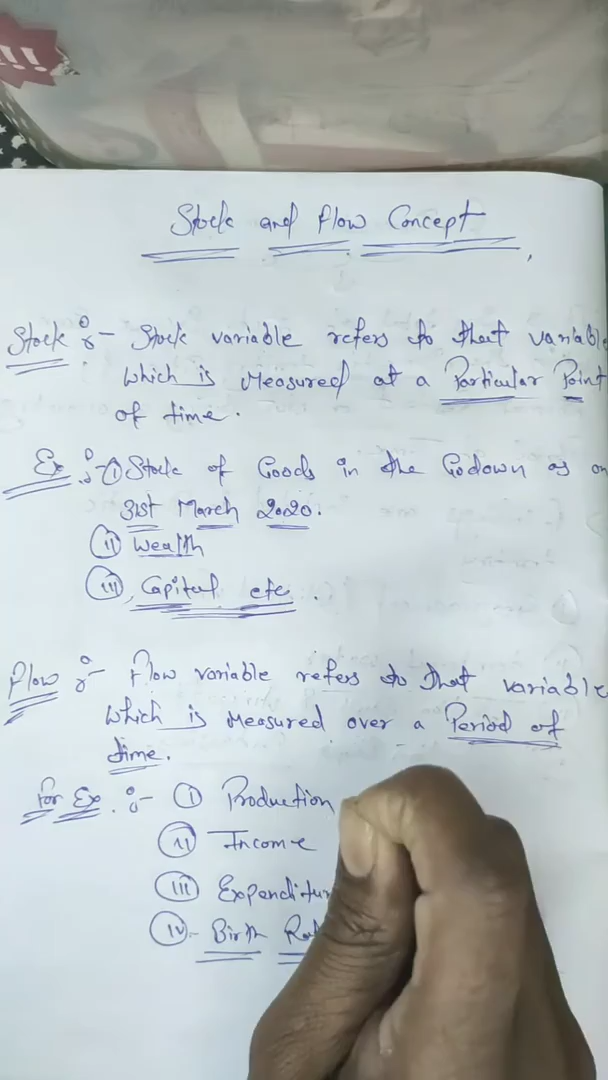 !!!
Stock and Flow Concept
Stock :- Stock variable refers to that variable
which is Measured at a Particular Point
of time.
Ex :- (i) Stock of Goods in the Godown as on
31st March 2020.
(ii) Wealth
(iii) Capital etc.
Flow :- Flow variable refers to that variable
which is Measured over a Period of
time.
For Ex. :- (i) Production
(ii) Income
(iii) Expenditur
(iv) - Birth